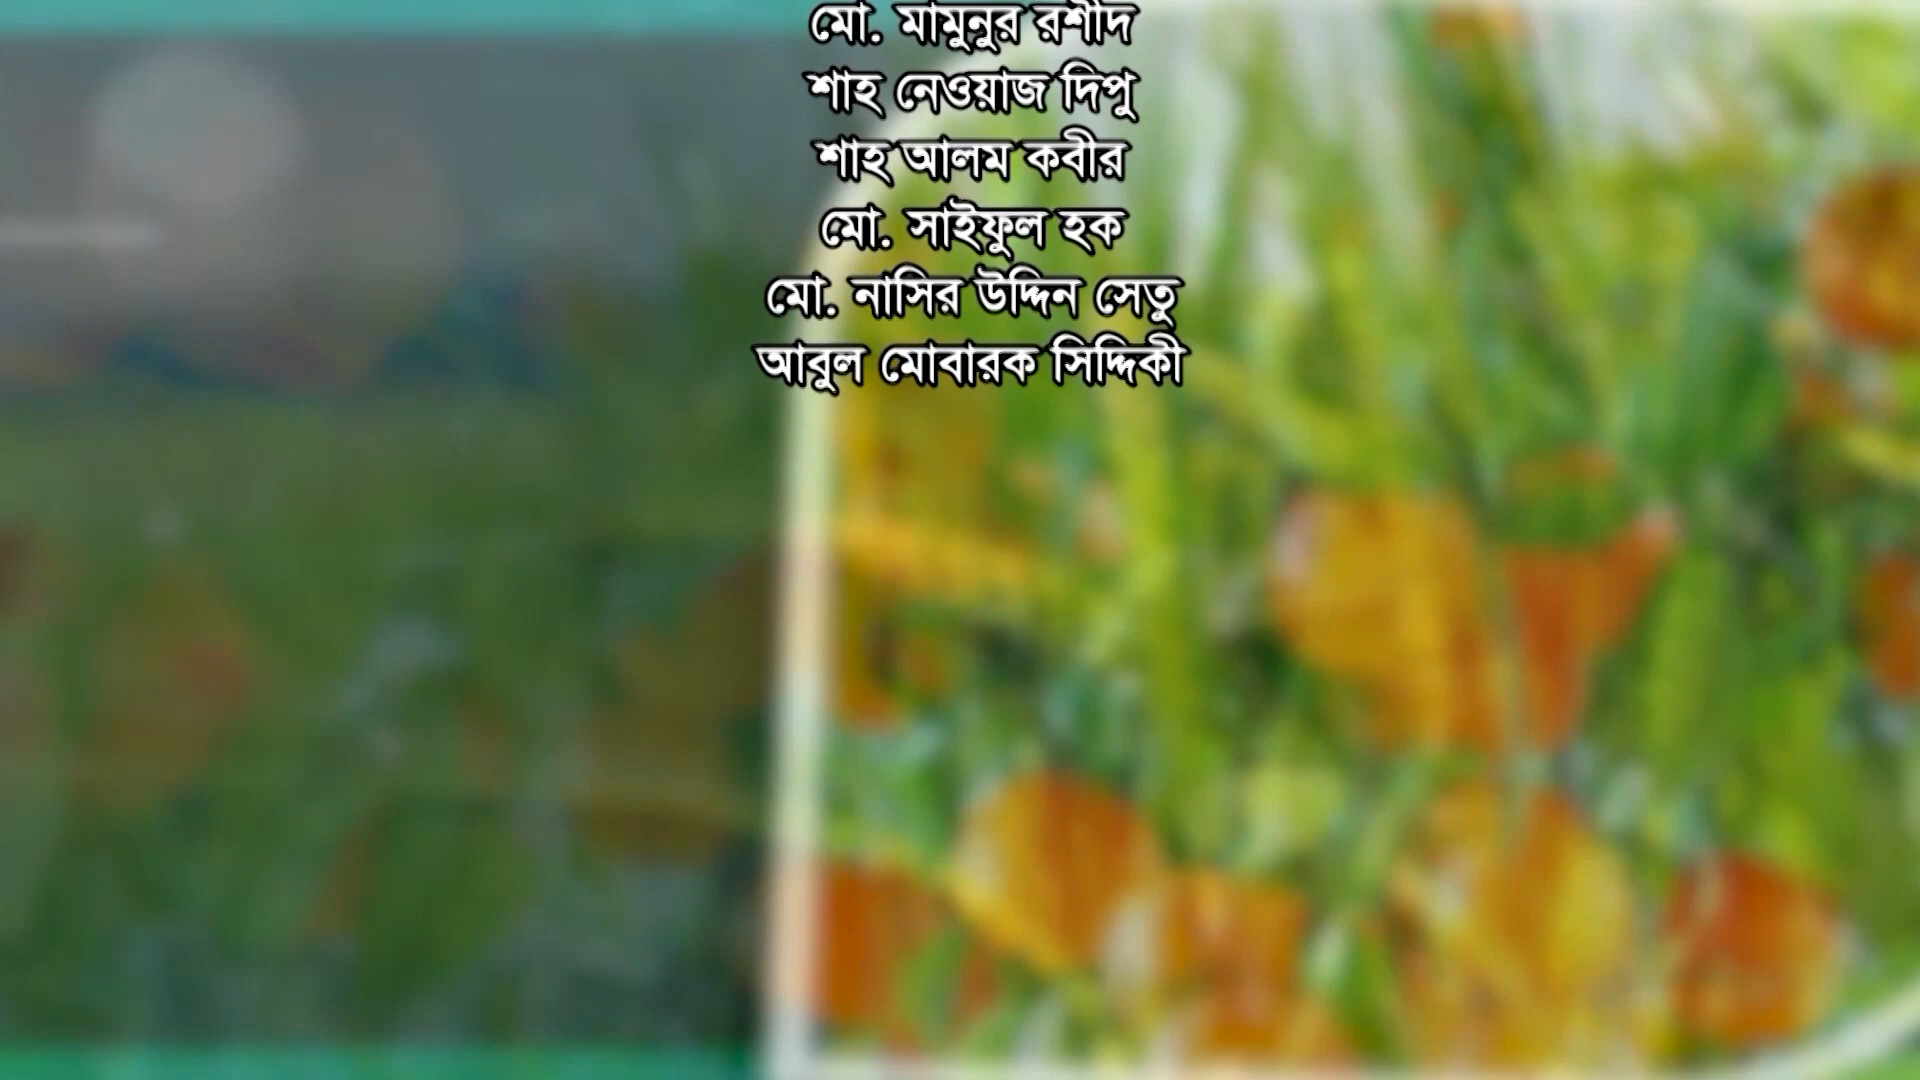 মো. মামুনুর রশীদ
শাহ নেওয়াজ দিপু
শাহ আলম কবীর
মো. সাইফুল হক
মো. নাসির উদ্দিন সেতু
আবুল মোবারক সিদ্দিকী